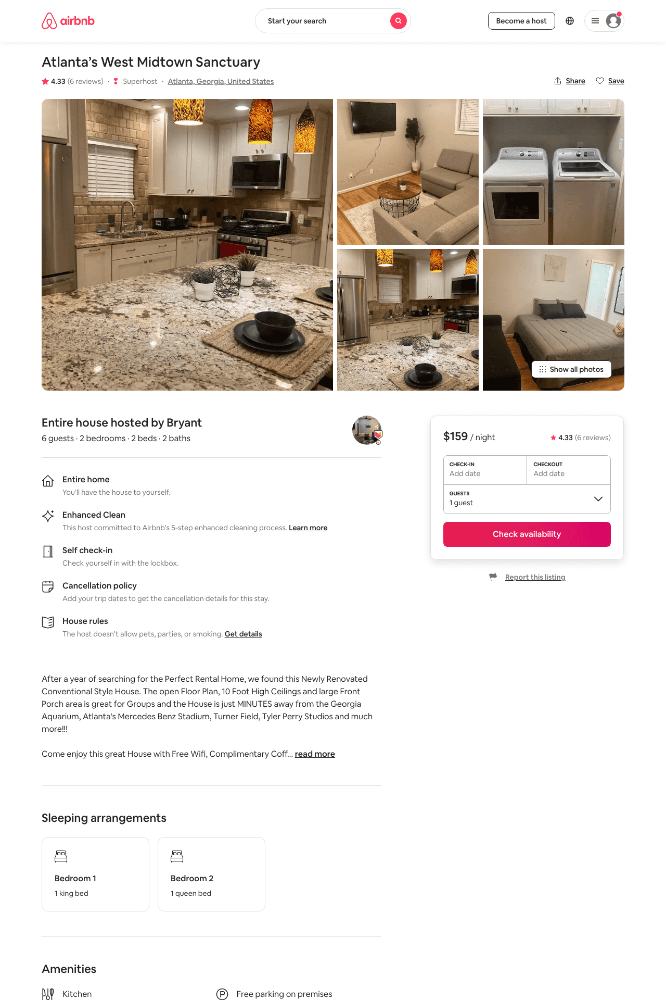 airbnb
Start your search
Become a host
Atlanta’s West Midtown Sanctuary
4.33 (6 reviews) · Superhost · Atlanta, Georgia, United States
Share
Save
Show all photos
Entire house hosted by Bryant
6 guests · 2 bedrooms · 2 beds · 2 baths
Entire home
You’ll have the house to yourself.
Enhanced Clean
This host committed to Airbnb's 5-step enhanced cleaning process. Learn more
Self check-in
Check yourself in with the lockbox.
Cancellation policy
Add your trip dates to get the cancellation details for this stay.
House rules
The host doesn’t allow pets, parties, or smoking. Get details
$159 / night
4.33 (6 reviews)
CHECK-IN
Add date
CHECKOUT
Add date
GUESTS
1 guest
Check availability
Report this listing
After a year of searching for the Perfect Rental Home, we found this Newly Renovated
Conventional Style House. The open Floor Plan, 10 Foot High Ceilings and large Front
Porch area is great for Groups and the House is just MINUTES away from the Georgia
Aquarium, Atlanta's Mercedes Benz Stadium, Turner Field, Tyler Perry Studios and much
more!!!
Come enjoy this great House with Free Wifi, Complimentary Coff... read more
Sleeping arrangements
Bedroom 1
1 king bed
Bedroom 2
1 queen bed
Amenities
Kitchen
Free parking on premises